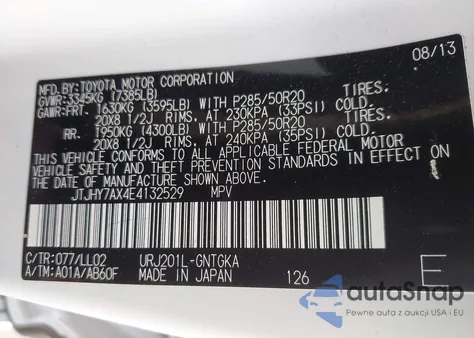 08/13
MFD. BY: TOYOTA MOTOR CORPORATION
GVWR: 3345KG (7385LB)
GAWR: FRT. 1630KG (3595LB) WITH P285/50R20 TIRES,
20X8 1/2J RIMS, AT 230KPA (33PSI) COLD.
RR. 1950KG (4300LB) WITH P285/50R20 TIRES,
20X8 1/2J RIMS, AT 240KPA (35PSI) COLD.
THIS VEHICLE CONFORMS TO ALL APPLICABLE FEDERAL MOTOR
VEHICLE SAFETY AND THEFT PREVENTION STANDARDS IN EFFECT
ON THE DATE OF MANUFACTURE SHOWN ABOVE.
JTJHY7AX4E4132529 MPV
C/TR: 077/LL02 URJ201L-GNTGKA
A/TM: A01A/AB60F MADE IN JAPAN 126 E
autaSnap
Pewne auta z USA i EU